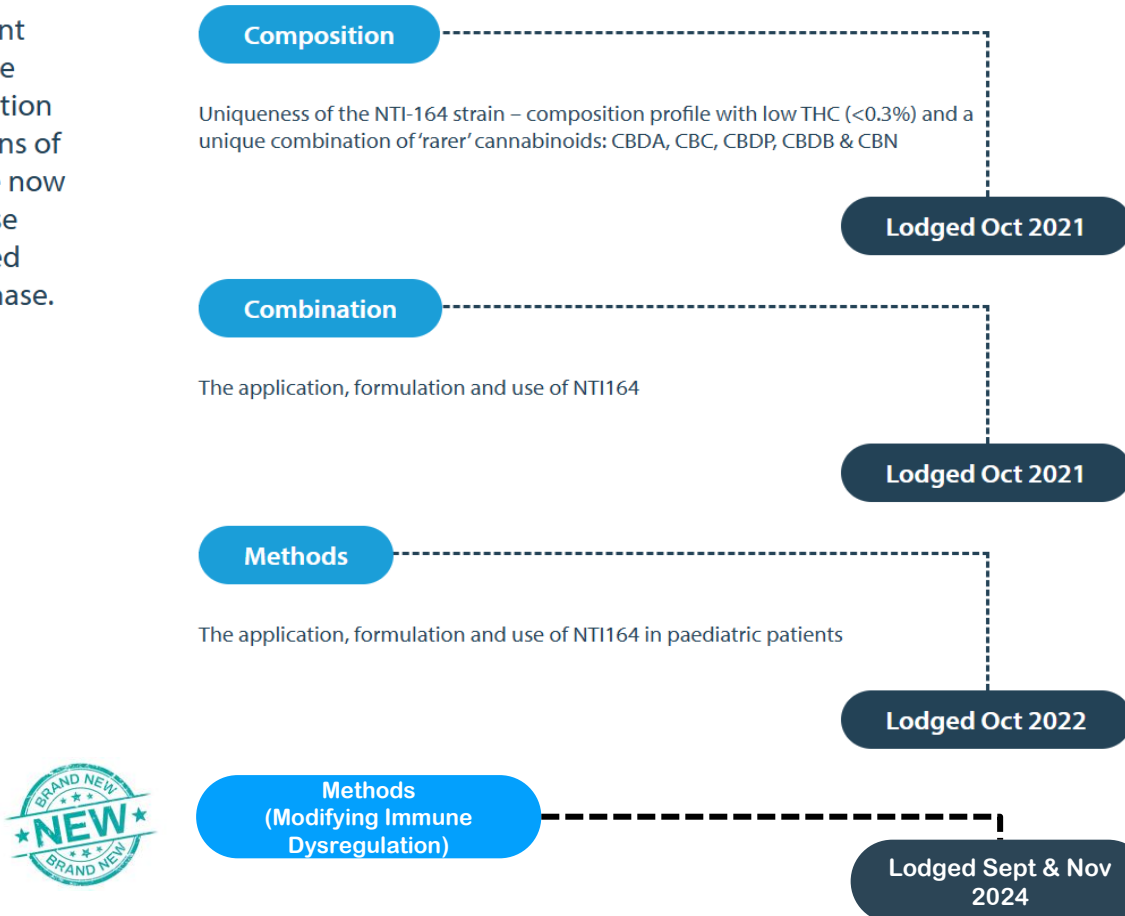 nt
e
tion
ns of
now
se
ed
nase.
Composition
Uniqueness of the NTI-164 strain – composition profile with low THC (<0.3%) and a
unique combination of ‘rarer’ cannabinoids: CBDA, CBC, CBDP, CBDB & CBN
Lodged Oct 2021
Combination
The application, formulation and use of NTI164
Lodged Oct 2021
Methods
The application, formulation and use of NTI164 in paediatric patients
Lodged Oct 2022
BRAND NEW
NEW
BRAND NEW
Methods
(Modifying Immune
Dysregulation)
Lodged Sept & Nov
2024